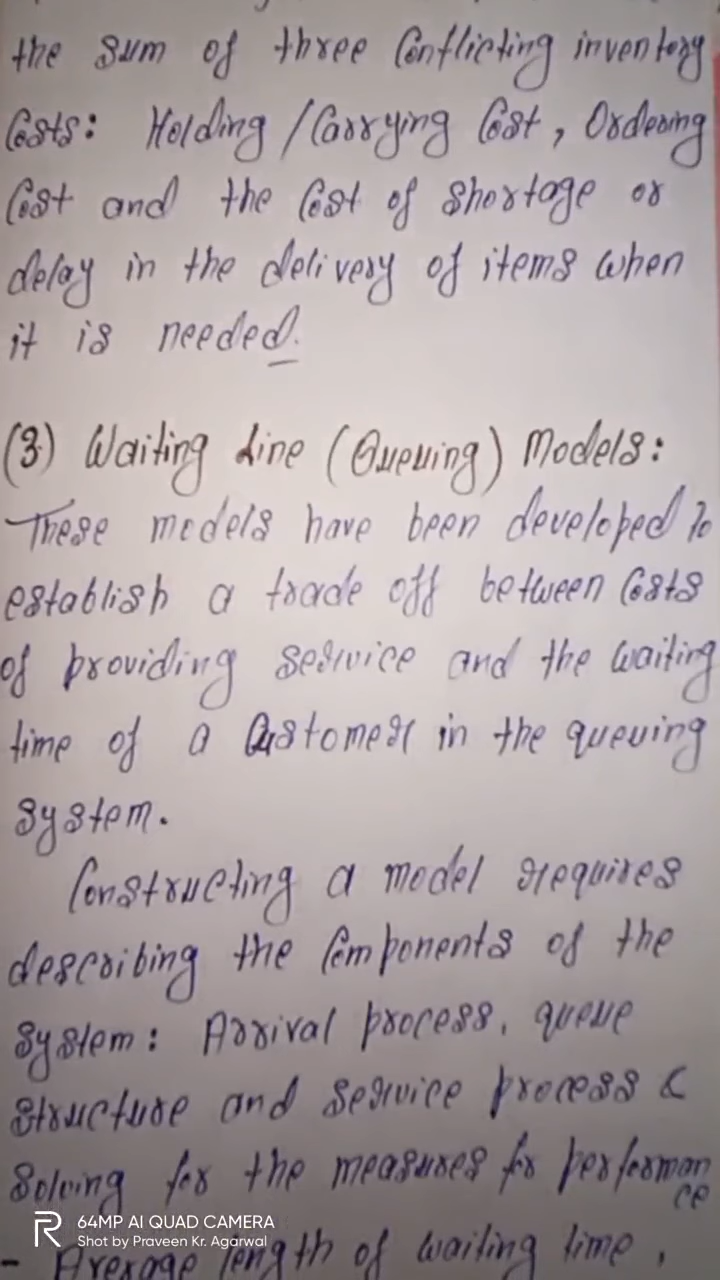 the sum of three Conflicting inventory
Costs: Holding/Carrying Cost, Ordering
Cost and the Cost of shortage or
delay in the delivery of items when
it is needed.
(3) Waiting Line (Queuing) Models:
These models have been developed to
establish a trade off between Costs
of providing service and the waiting
time of a Customer in the queuing
system.
Constructing a model requires
describing the Components of the
system: Arrival process, queue
structure and service process &
solving for the measures for performan
ce
- Average length of waiting time,
64MP AI QUAD CAMERA
Shot by Praveen Kr. Agarwal